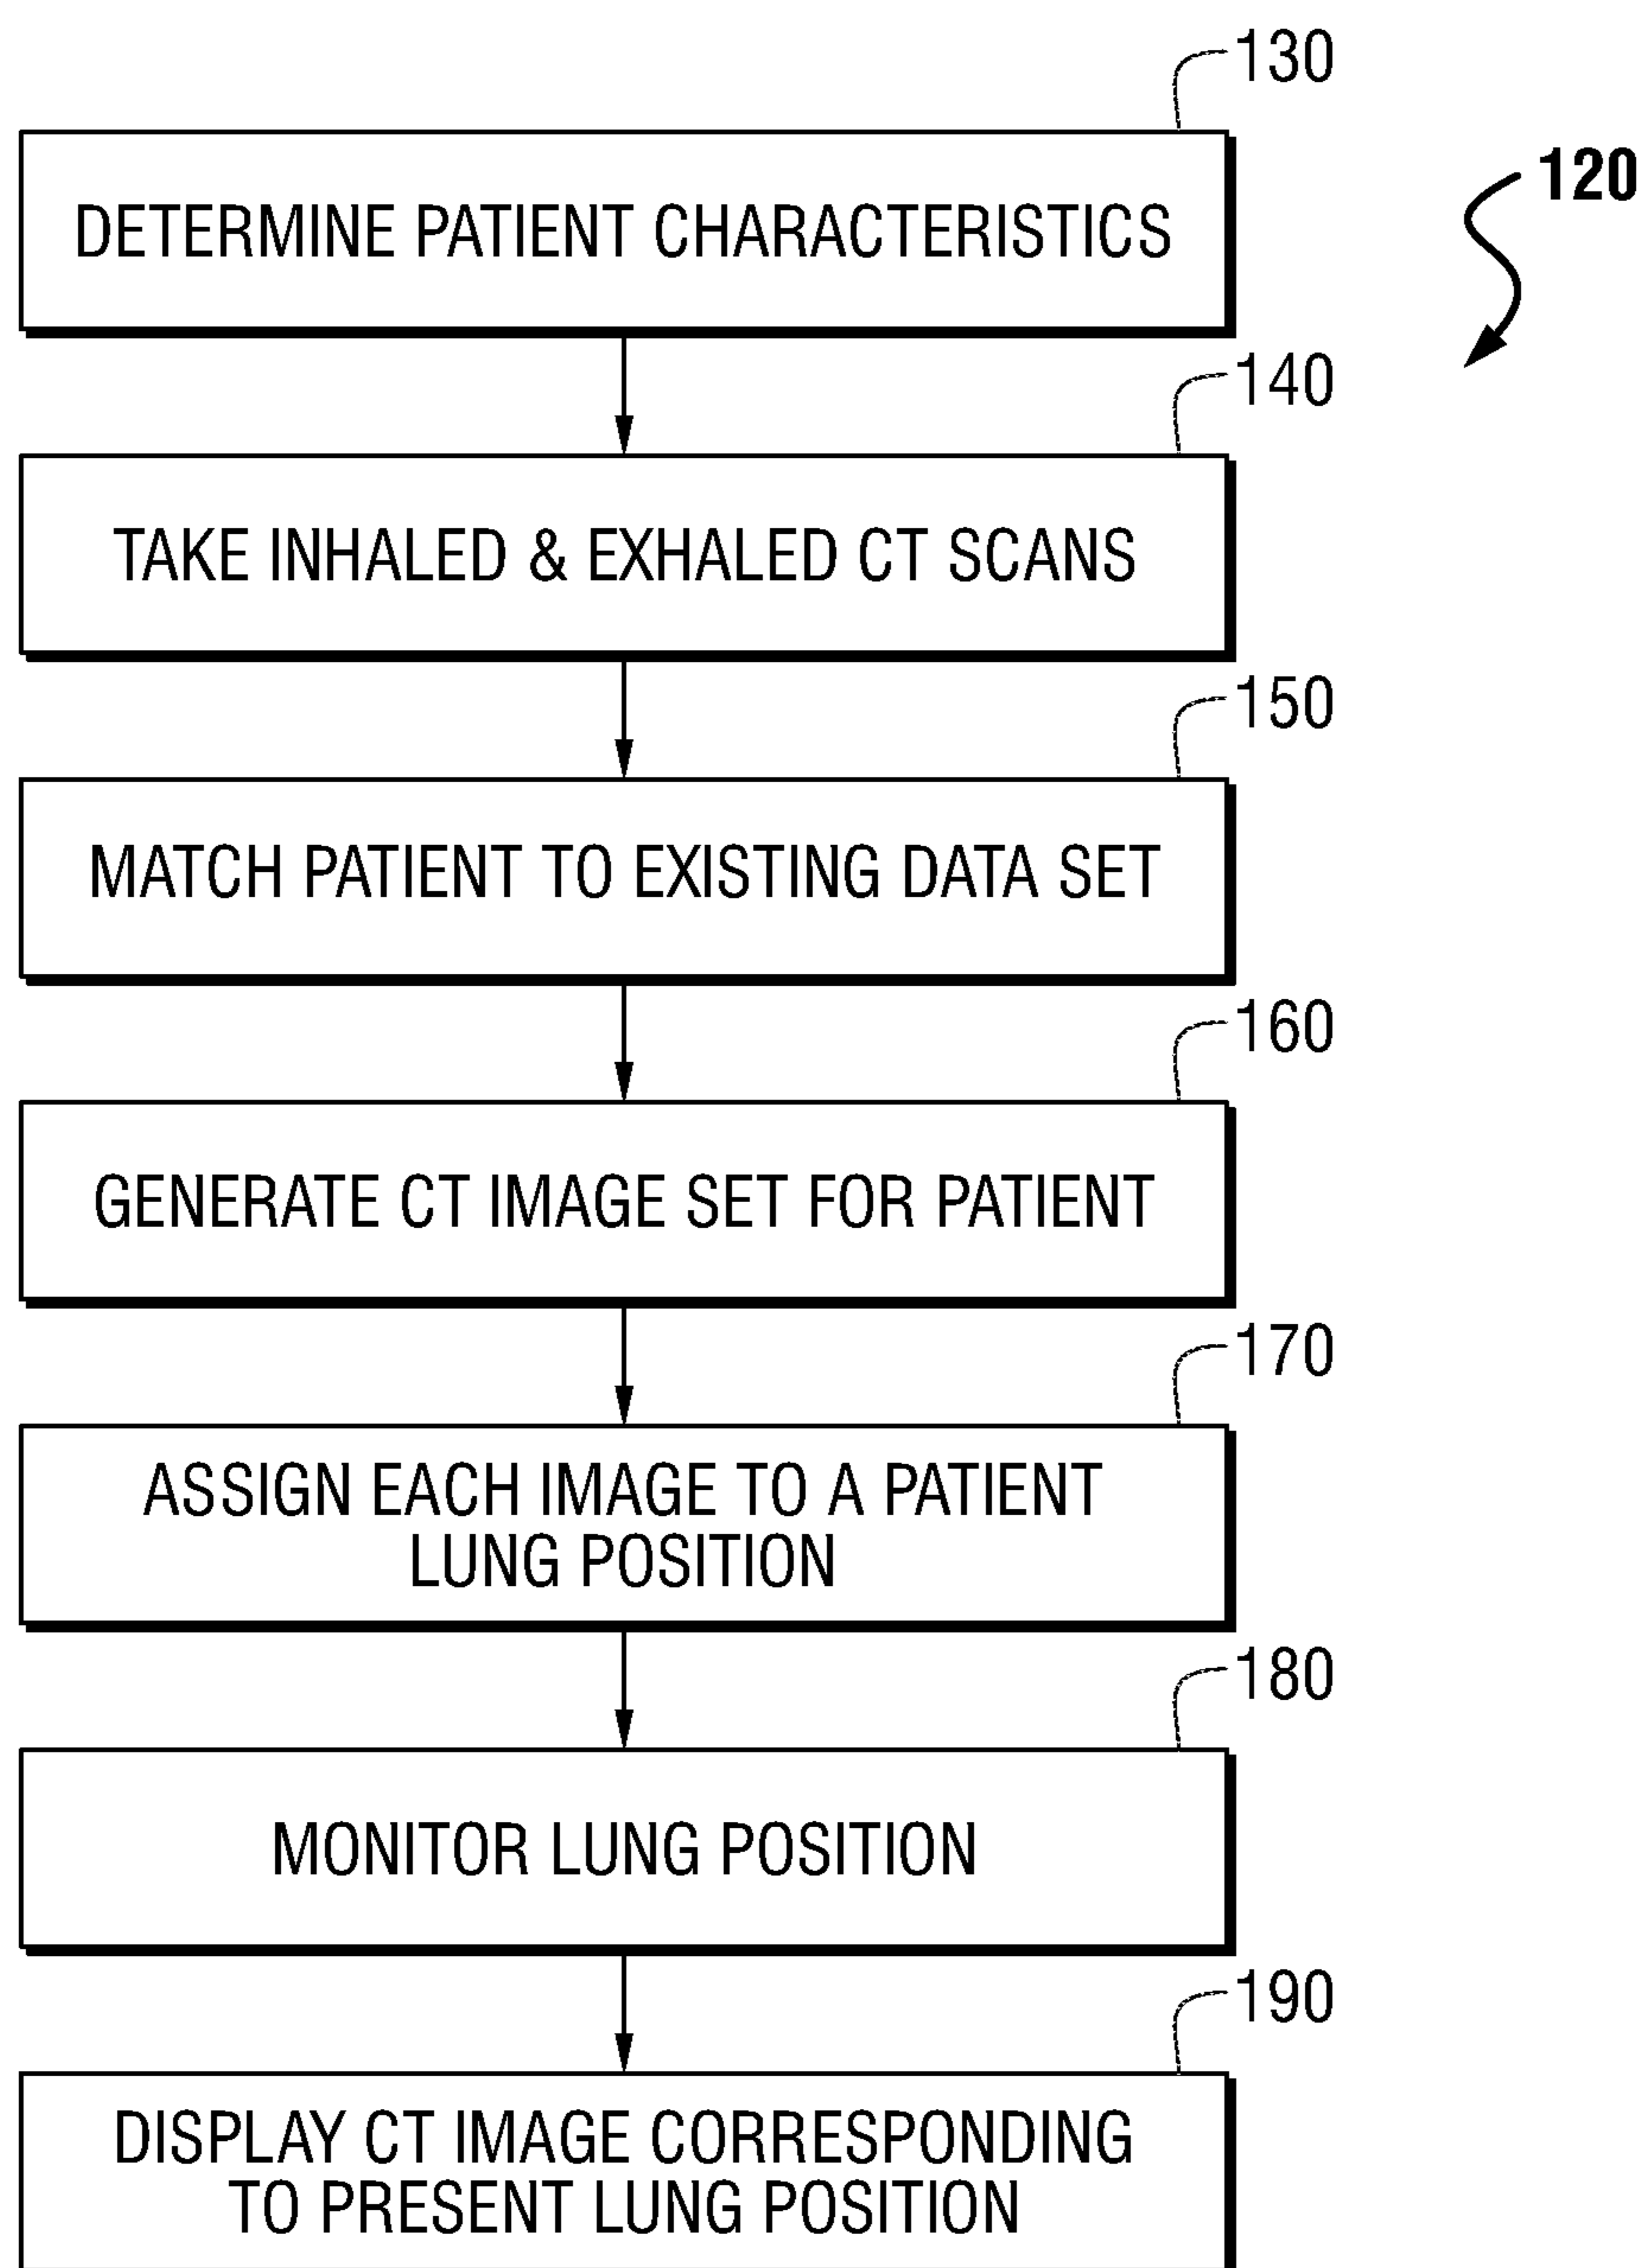 130
120
DETERMINE PATIENT CHARACTERISTICS
140
TAKE INHALED & EXHALED CT SCANS
150
MATCH PATIENT TO EXISTING DATA SET
160
GENERATE CT IMAGE SET FOR PATIENT
170
ASSIGN EACH IMAGE TO A PATIENT
LUNG POSITION
180
MONITOR LUNG POSITION
190
DISPLAY CT IMAGE CORRESPONDING
TO PRESENT LUNG POSITION